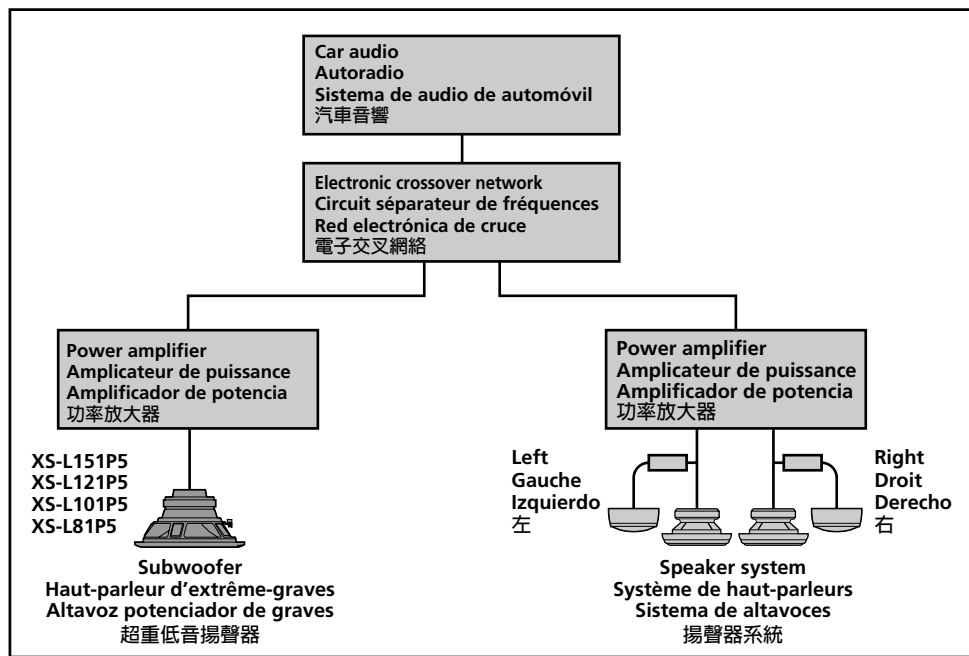 Car audio
Autoradio
Sistema de audio de automóvil
汽車音響
Electronic crossover network
Circuit séparateur de fréquences
Red electrónica de cruce
電子交叉網絡
Power amplifier
Amplicateur de puissance
Amplificador de potencia
功率放大器
Power amplifier
Amplicateur de puissance
Amplificador de potencia
功率放大器
XS-L151P5
XS-L121P5
XS-L101P5
XS-L81P5
Subwoofer
Haut-parleur d’extrême-graves
Altavoz potenciador de graves
超重低音揚聲器
Left
Gauche
Izquierdo
左
Right
Droit
Derecho
右
Speaker system
Système de haut-parleurs
Sistema de altavoces
揚聲器系統